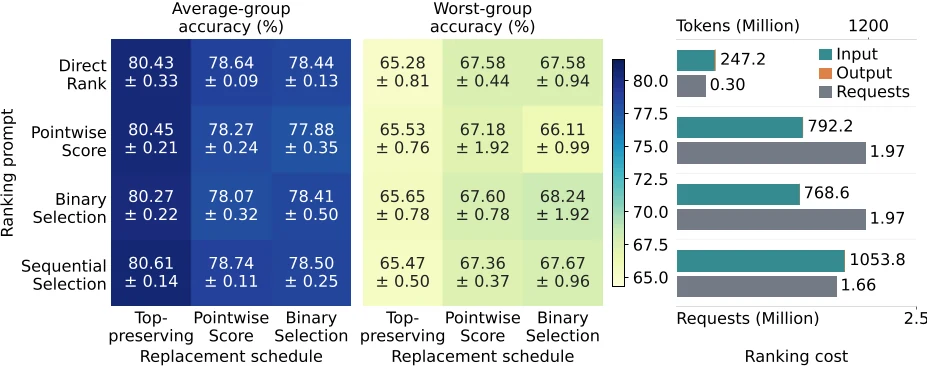 Average-group
accuracy (%)
Worst-group
accuracy (%)
Tokens (Million)
1200
Ranking prompt
Direct
Rank
80.43
± 0.33
78.64
± 0.09
78.44
± 0.13
65.28
± 0.81
67.58
± 0.44
67.58
± 0.94
Pointwise
Score
80.45
± 0.21
78.27
± 0.24
77.88
± 0.35
65.53
± 0.76
67.18
± 1.92
66.11
± 0.99
Binary
Selection
80.27
± 0.22
78.07
± 0.32
78.41
± 0.50
65.65
± 0.78
67.60
± 0.78
68.24
± 1.92
Sequential
Selection
80.61
± 0.14
78.74
± 0.11
78.50
± 0.25
65.47
± 0.50
67.36
± 0.37
67.67
± 0.96
Top-
preserving
Pointwise
Score
Binary
Selection
Replacement schedule
Top-
preserving
Pointwise
Score
Binary
Selection
Replacement schedule
80.0
77.5
75.0
72.5
70.0
67.5
65.0
247.2
0.30
Input
Output
Requests
792.2
1.97
768.6
1.97
1053.8
1.66
Requests (Million)
2.5
Ranking cost